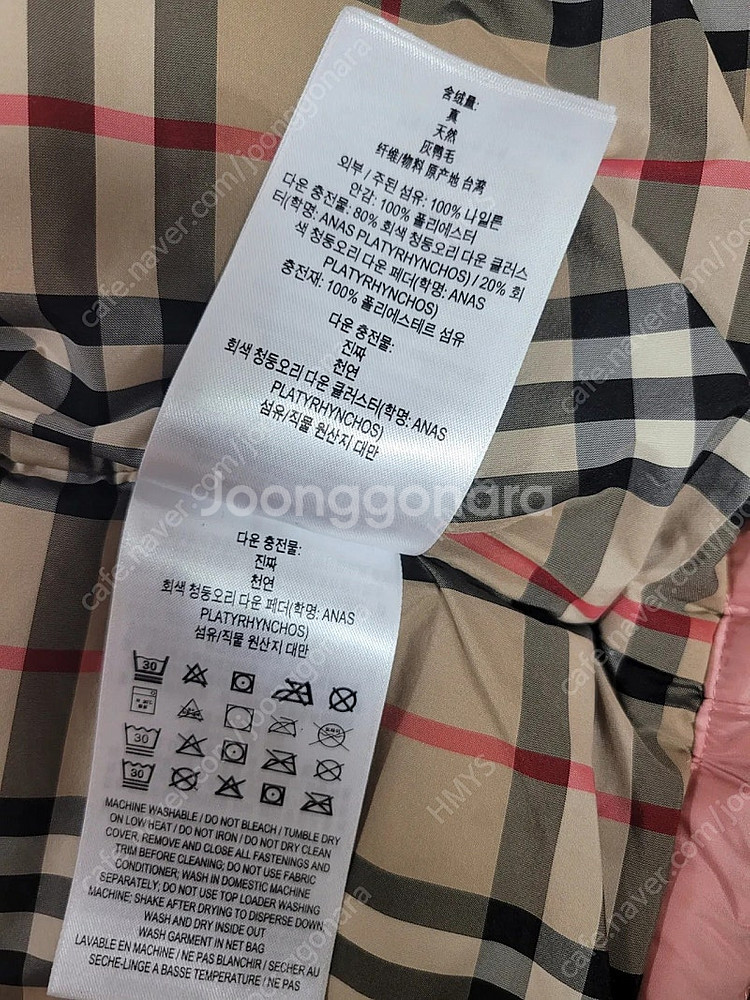 含绒量:
真
天然
灰鸭毛
纤维/物料 原产地 台湾
외부 / 주된 섬유: 100% 나일론
안감: 100% 폴리에스터
다운 충전물: 80% 회색 청둥오리 다운 클러스
터(학명: ANAS PLATYRHYNCHOS) / 20% 회
색 청둥오리 다운 페더(학명: ANAS
PLATYRHYNCHOS)
충전재: 100% 폴리에스테르 섬유
다운 충전물:
진짜
천연
회색 청둥오리 다운 클러스터(학명: ANAS
PLATYRHYNCHOS)
섬유/직물 원산지 대만
Joonggonara
다운 충전물:
진짜
천연
회색 청둥오리 다운 페더(학명: ANAS
PLATYRHYNCHOS)
섬유/직물 원산지 대만
30
30
30
MACHINE WASHABLE / DO NOT BLEACH / TUMBLE DRY
ON LOW HEAT / DO NOT IRON / DO NOT DRY CLEAN
COVER, REMOVE AND CLOSE ALL FASTENINGS AND
TRIM BEFORE CLEANING; DO NOT USE FABRIC
CONDITIONER; WASH IN DOMESTIC MACHINE
SEPARATELY; DO NOT USE TOP LOADER WASHING
MACHINE; SHAKE AFTER DRYING TO DISPERSE DOWN,
WASH AND DRY INSIDE OUT
WASH GARMENT IN NET BAG
LAVABLE EN MACHINE / NE PAS BLANCHIR / SECHER AU
SECHE-LINGE A BASSE TEMPERATURE / NE PAS
cafe.naver.com/joonggonara
HMYS